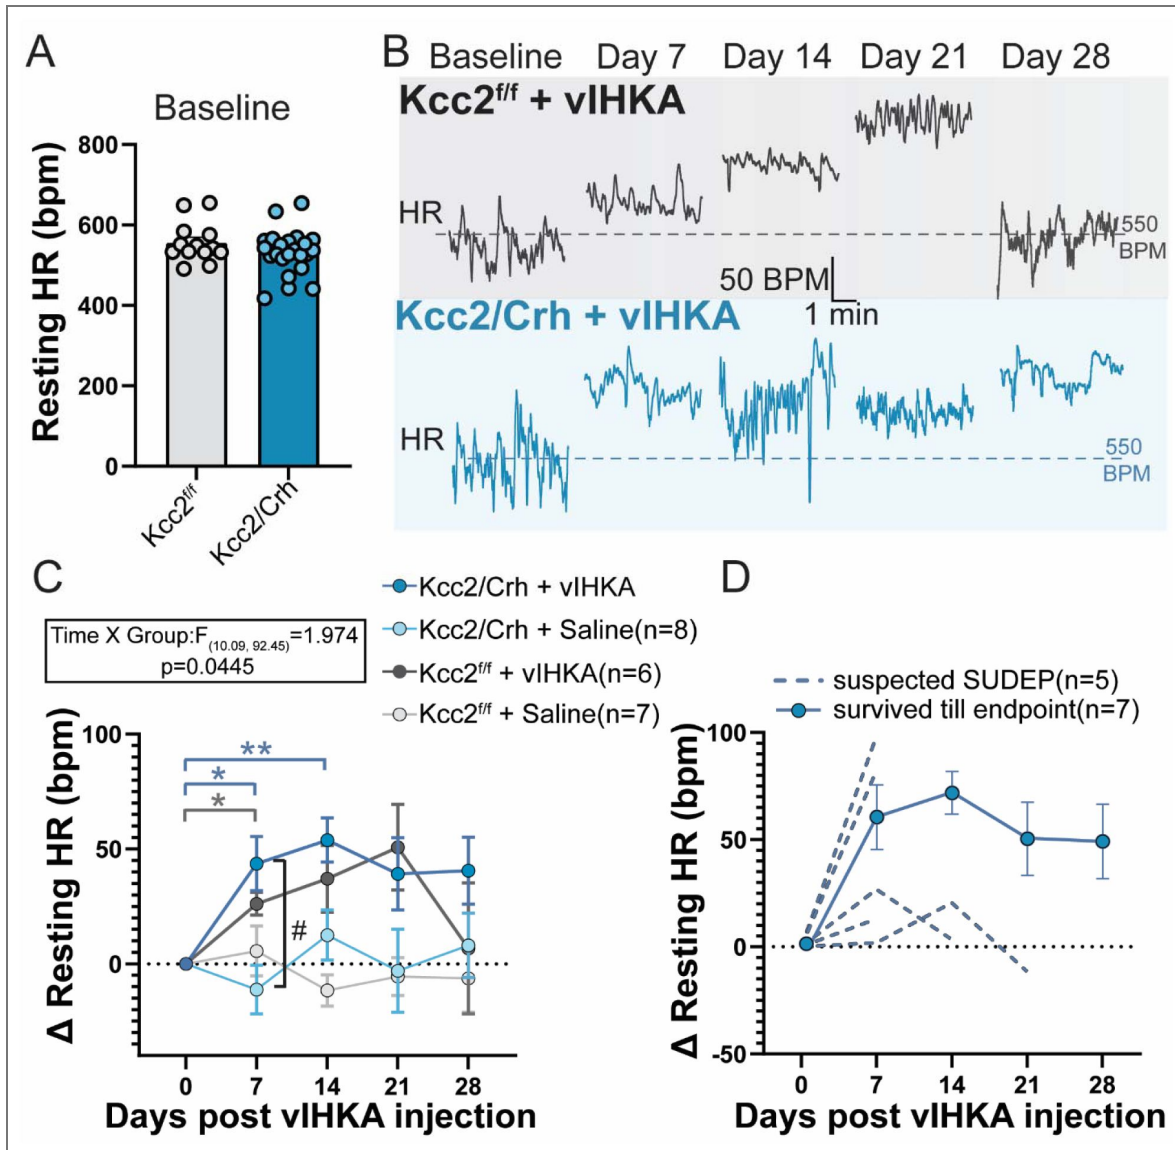 A
Baseline
Resting HR (bpm)
800
600
400
200
0
Kcc2f/f
Kcc2/Crh
B
Baseline Day 7 Day 14 Day 21 Day 28
Kcc2f/f + vIHKA
HR
550
BPM
50 BPM
1 min
Kcc2/Crh + vIHKA
HR
550
BPM
C
Time X Group:F(10.09, 92.45)=1.974
p=0.0445
Kcc2/Crh + vIHKA
Kcc2/Crh + Saline(n=8)
Kcc2f/f + vIHKA(n=6)
Kcc2f/f + Saline(n=7)
Δ Resting HR (bpm)
100
50
0
**
*
*
#
0 7 14 21 28
Days post vIHKA injection
D
suspected SUDEP(n=5)
survived till endpoint(n=7)
Δ Resting HR (bpm)
100
50
0
-50
0 7 14 21 28
Days post vIHKA injection